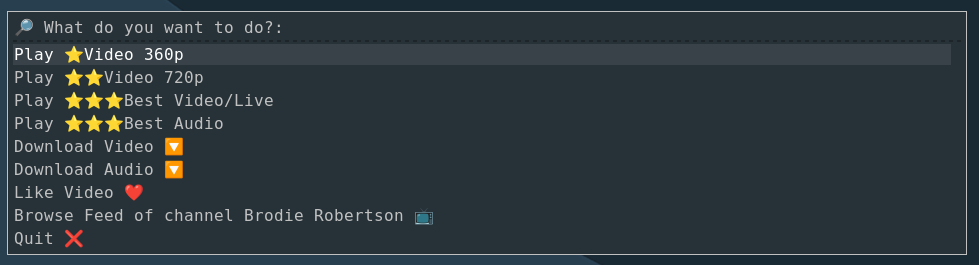 🔎 What do you want to do?:
Play ⭐Video 360p
Play ⭐⭐Video 720p
Play ⭐⭐⭐Best Video/Live
Play ⭐⭐⭐Best Audio
Download Video 🔽
Download Audio 🔽
Like Video ❤️
Browse Feed of channel Brodie Robertson 📺
Quit ❌